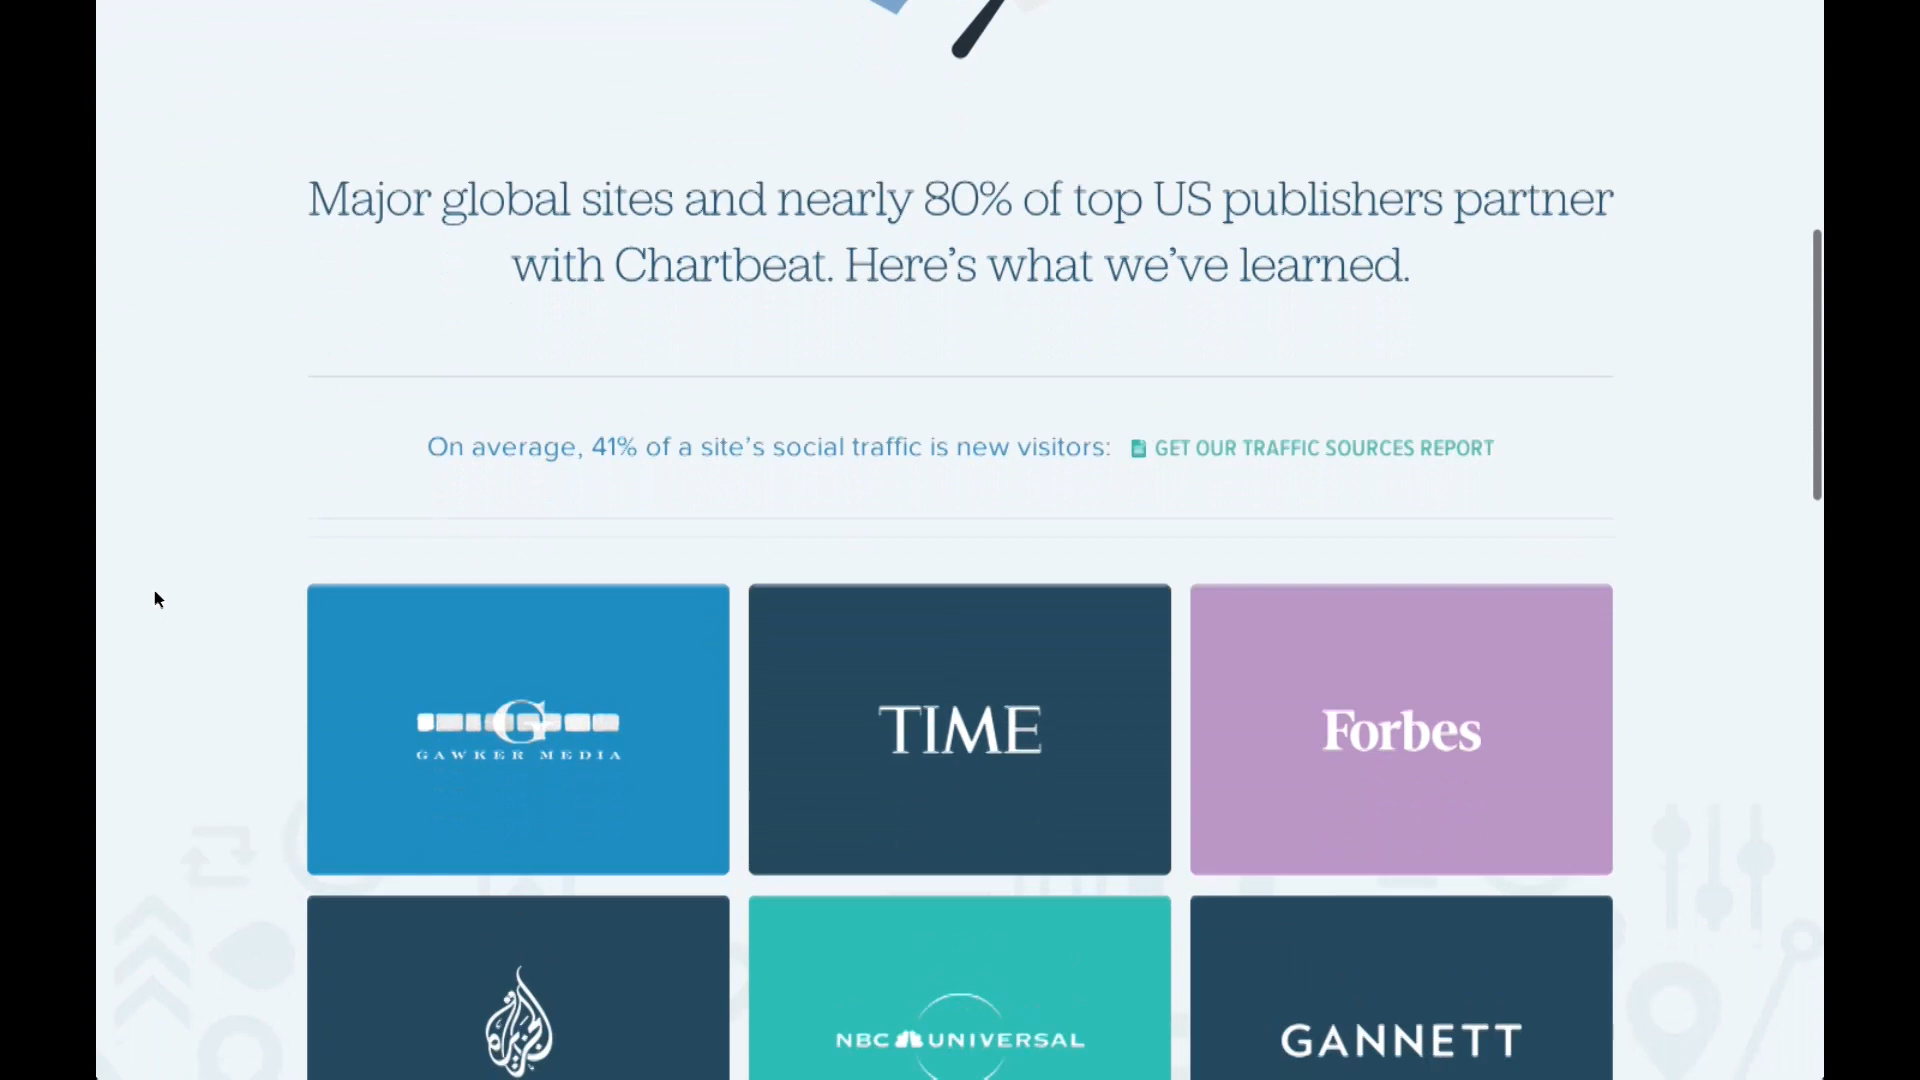 Major global sites and nearly 80% of top US publishers partner
with Chartbeat. Here’s what we’ve learned.
On average, 41% of a site’s social traffic is new visitors: GET OUR TRAFFIC SOURCES REPORT
G
GAWKER MEDIA
TIME
Forbes
الجزيرة
NBC UNIVERSAL
GANNETT